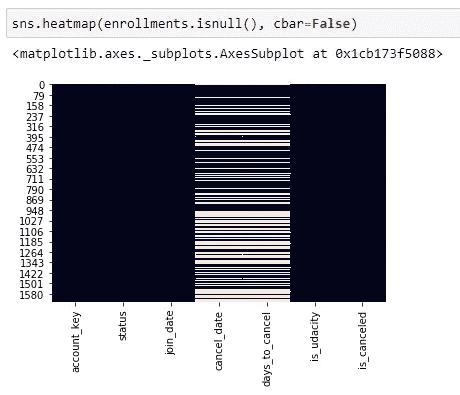 sns.heatmap(enrollments.isnull(), cbar=False)
<matplotlib.axes._subplots.AxesSubplot at 0x1cb173f5088>
0
79
158
237
316
395
474
553
632
711
790
869
948
1027
1106
1185
1264
1343
1422
1501
1580
account_key
status
join_date
cancel_date
days_to_cancel
is_udacity
is_canceled